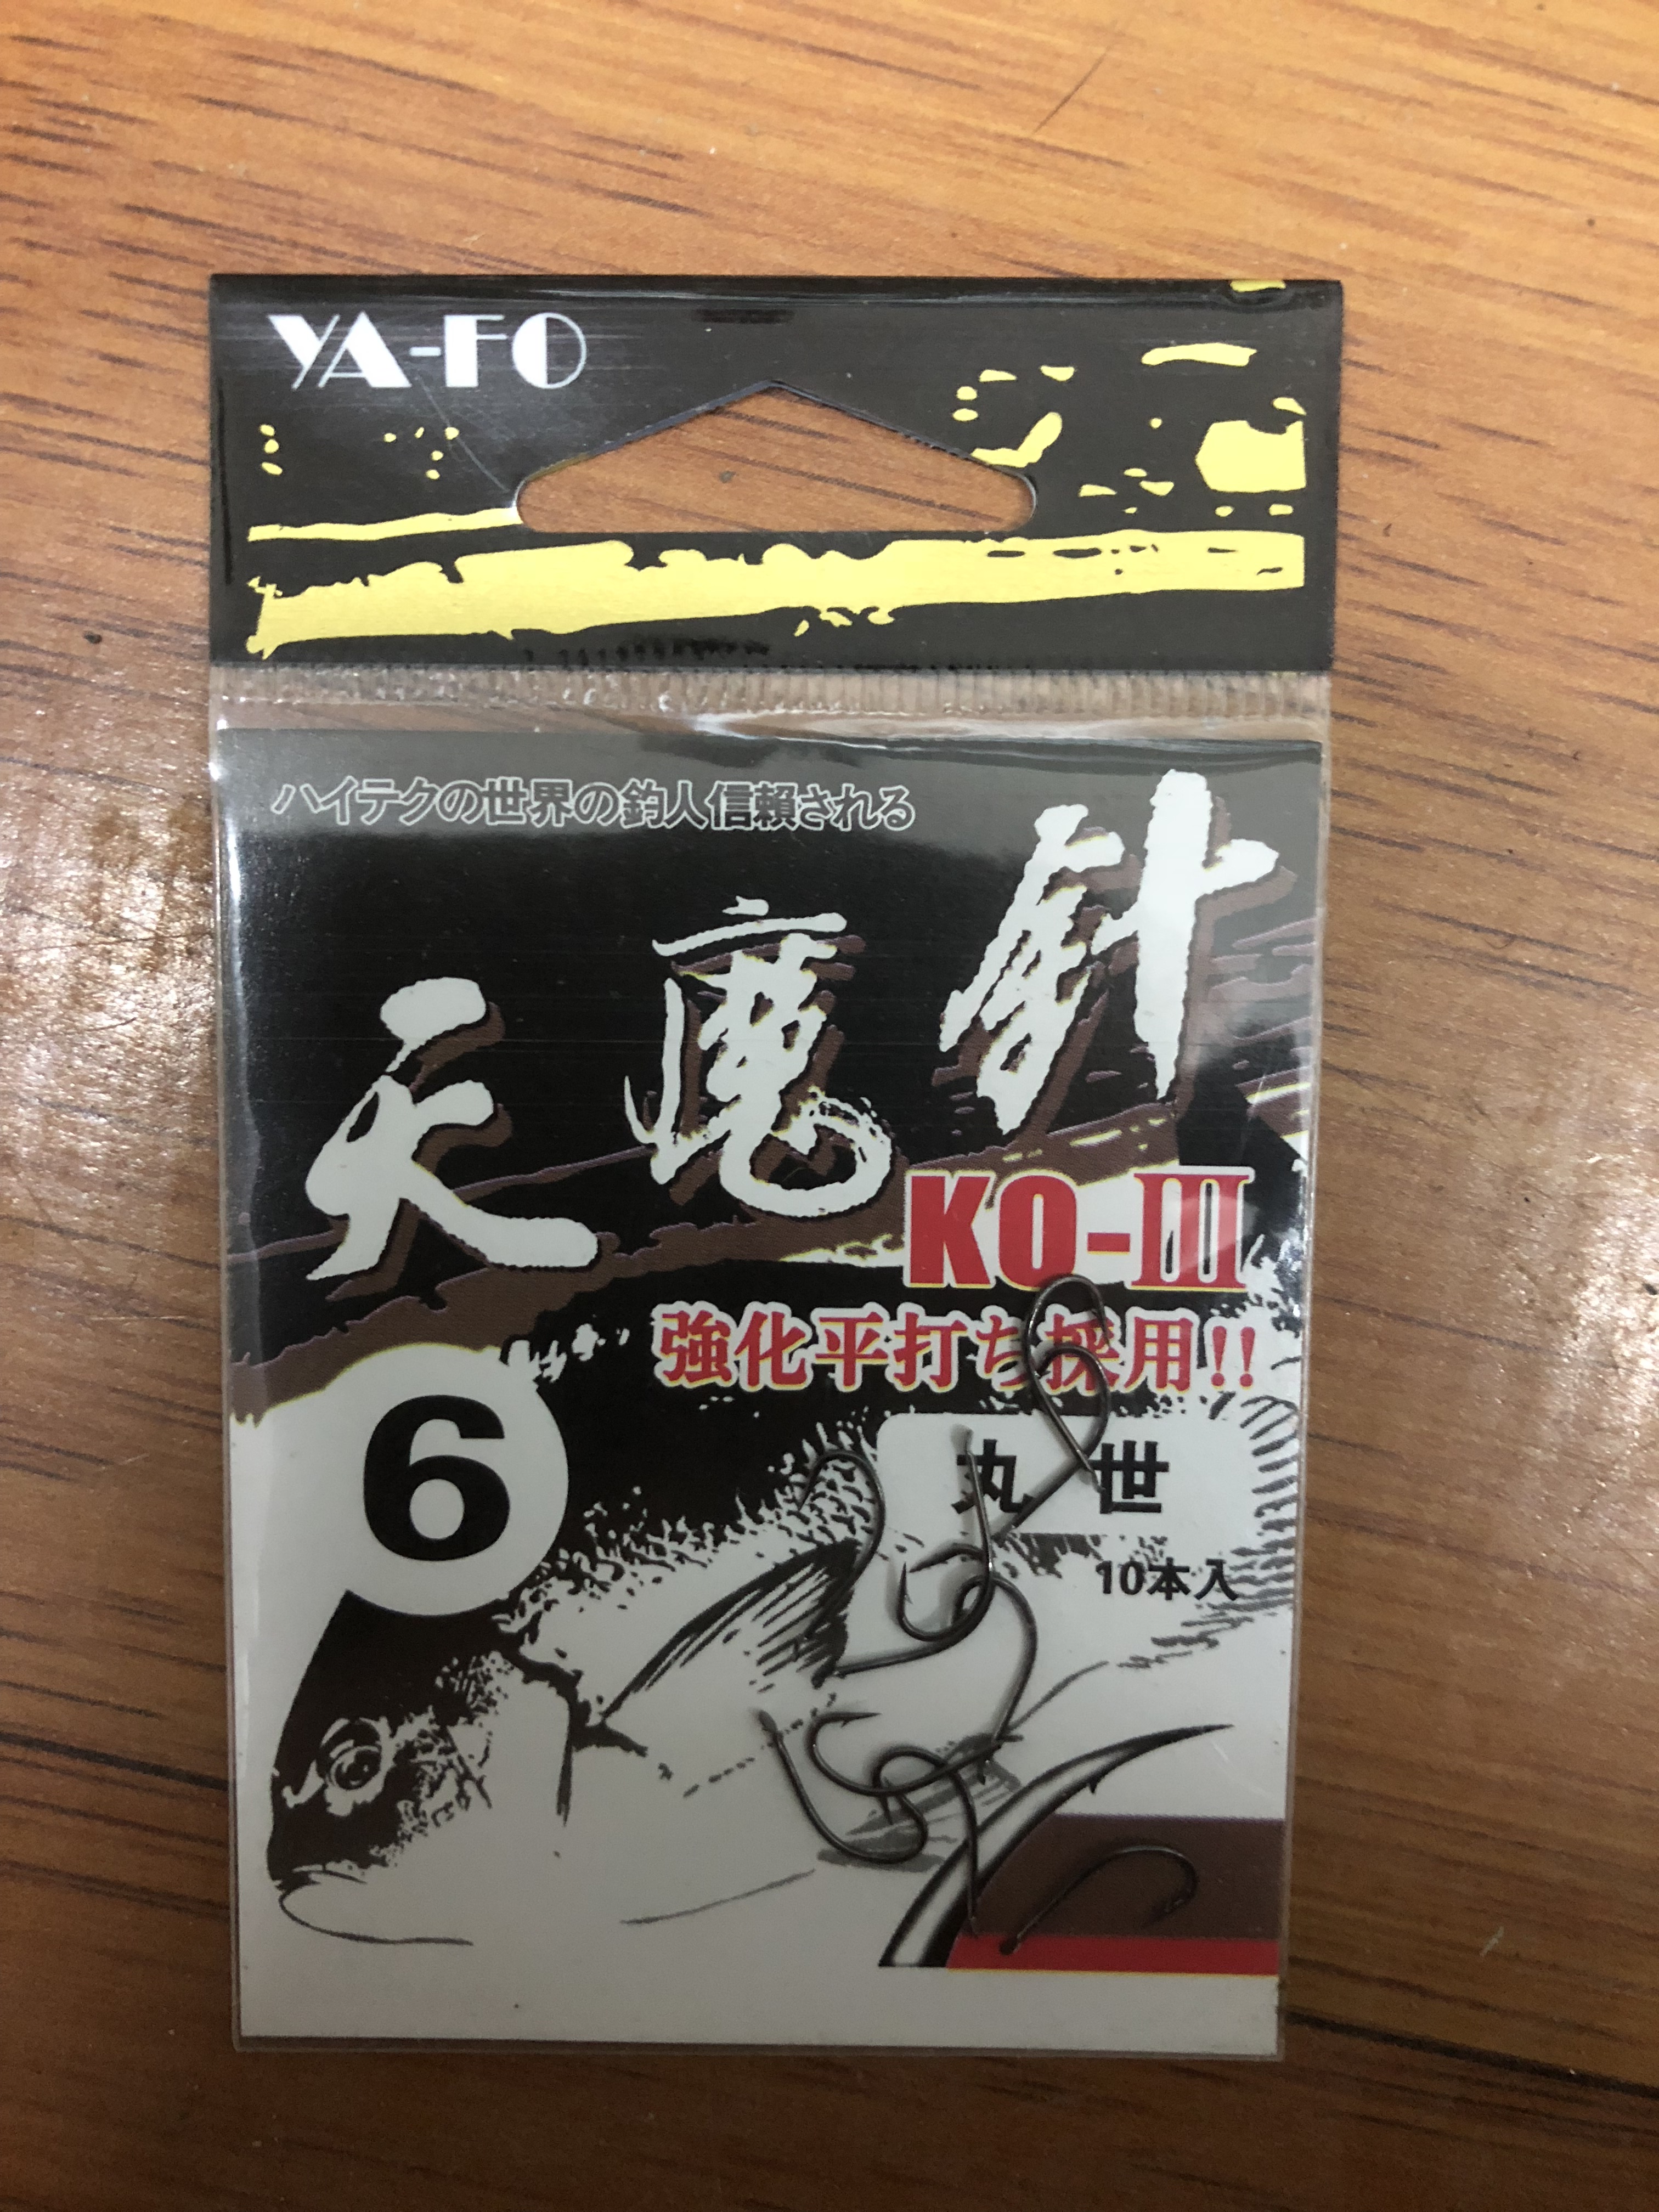 YA-FO
ハイテクの世界の釣人信頼される
天魔針
KO-III
強化平打ち採用!!
6
丸世
10本入